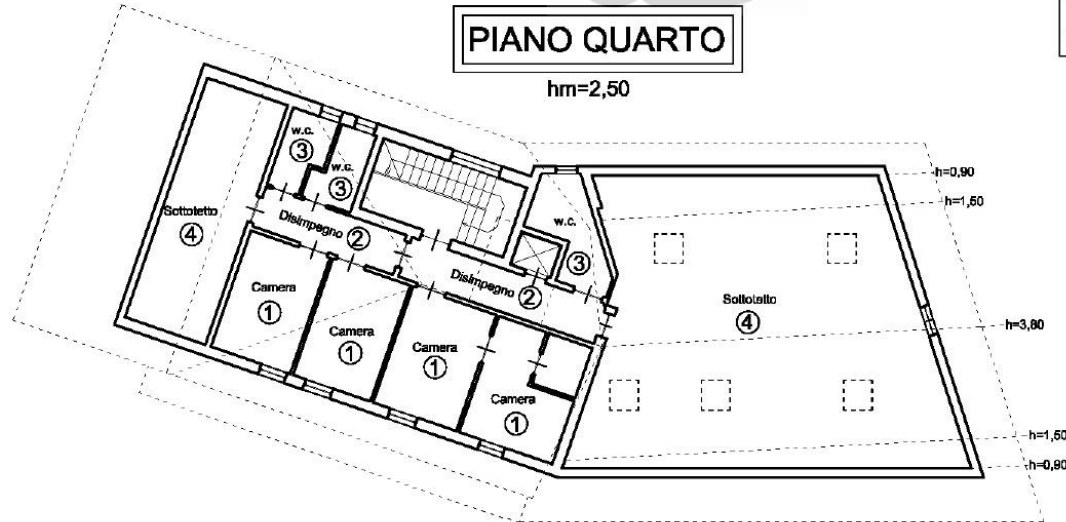 PIANO QUARTO
hm=2,50
w.c.
3
w.c.
3
Sottotetto
4
Disimpegno 2
w.c.
3
Disimpegno 2
Camera
1
Camera
1
Camera
1
Camera
1
Sottotetto
4
h=0,90
h=1,50
h=3,80
h=1,50
h=0,90